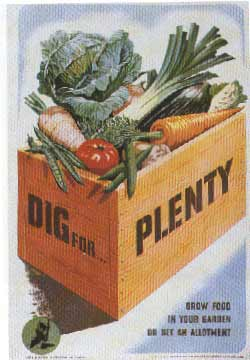 DIG FOR...
PLENTY
GROW FOOD
IN YOUR GARDEN
OR GET AN ALLOTMENT